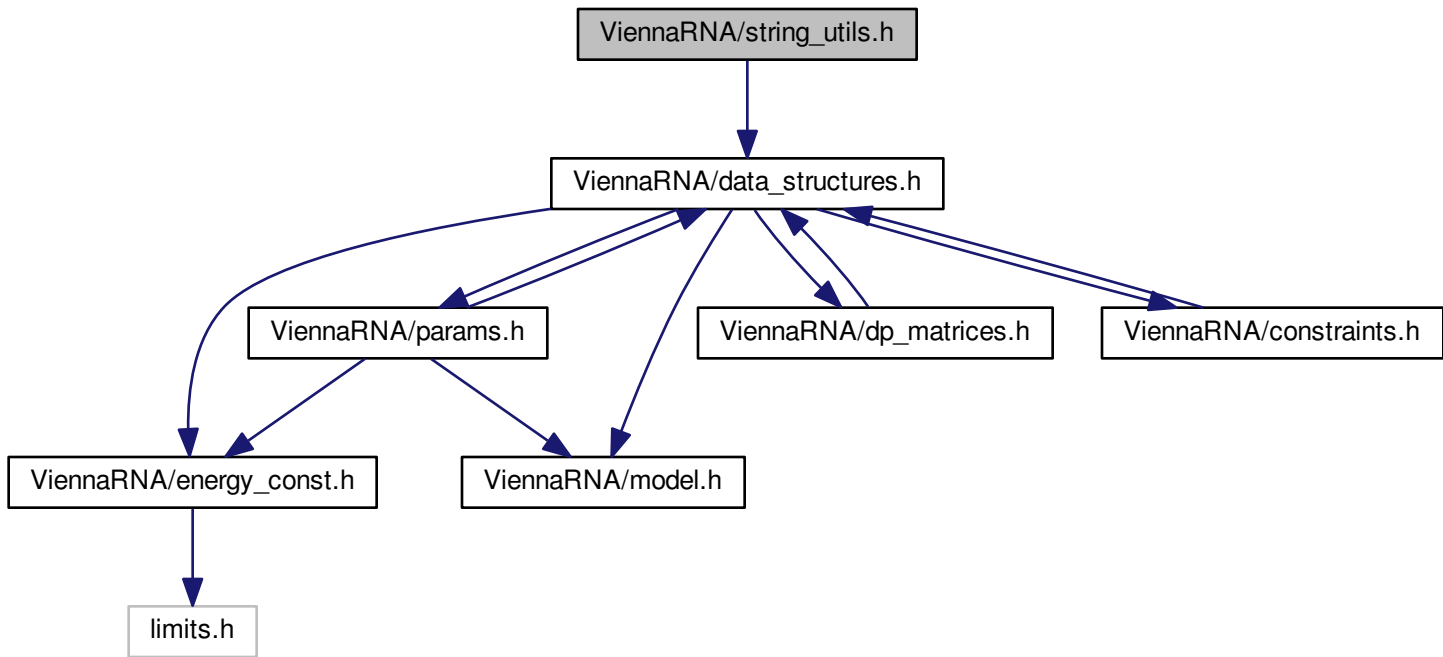 ViennaRNA/string_utils.h
ViennaRNA/data_structures.h
ViennaRNA/params.h
ViennaRNA/dp_matrices.h
ViennaRNA/constraints.h
ViennaRNA/energy_const.h
ViennaRNA/model.h
limits.h